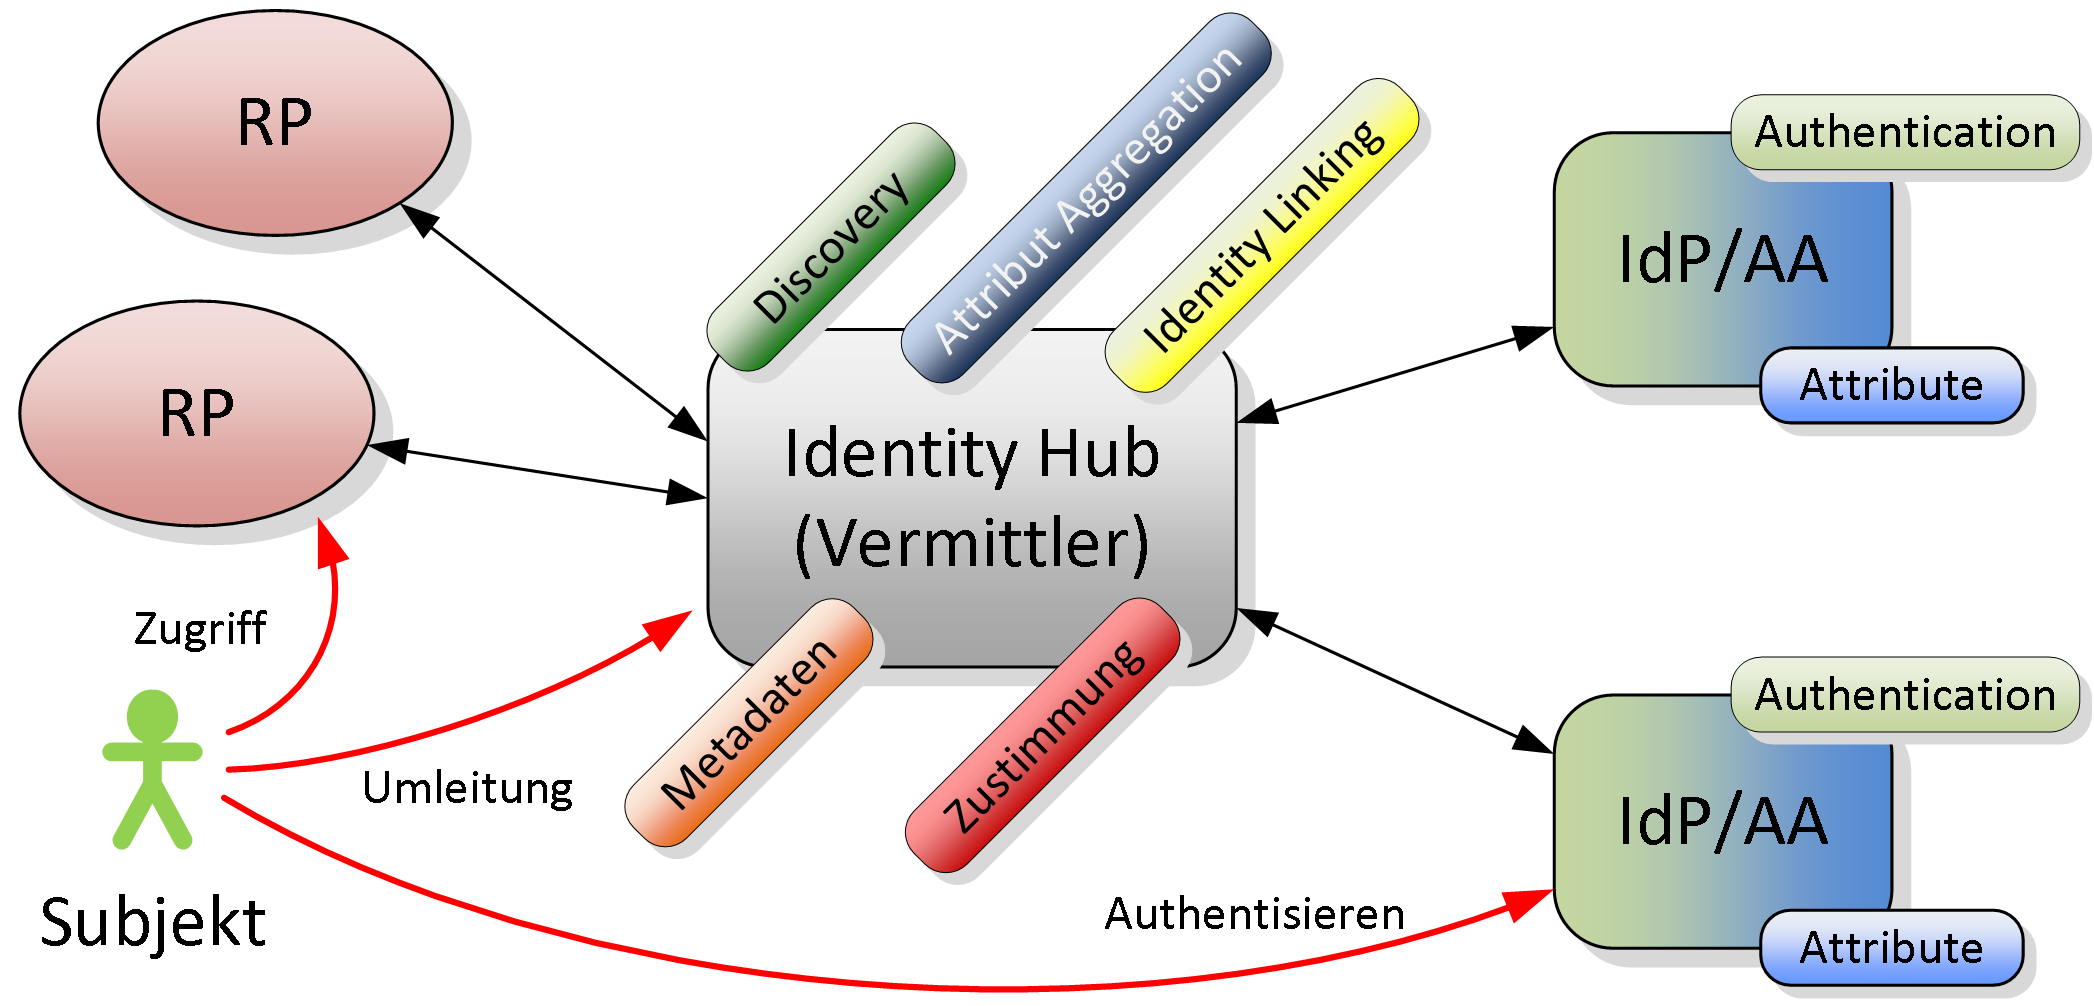 RP
RP
Discovery
Attribut Aggregation
Identity Linking
Identity Hub
(Vermittler)
Metadaten
Zustimmung
Authentication
IdP/AA
Attribute
Authentication
IdP/AA
Attribute
Zugriff
Umleitung
Authentisieren
Subjekt